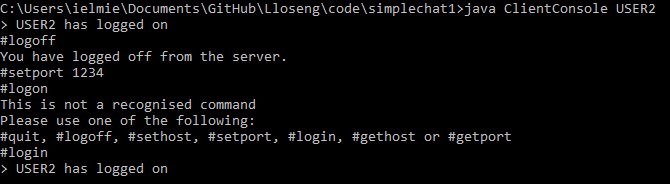 C:\Users\ielmie\Documents\GitHub\Lloseng\code\simplechat1>java ClientConsole USER2
> USER2 has logged on
#logoff
You have logged off from the server.
#setport 1234
#logon
This is not a recognised command
Please use one of the following:
#quit, #logoff, #sethost, #setport, #login, #gethost or #getport
#login
> USER2 has logged on